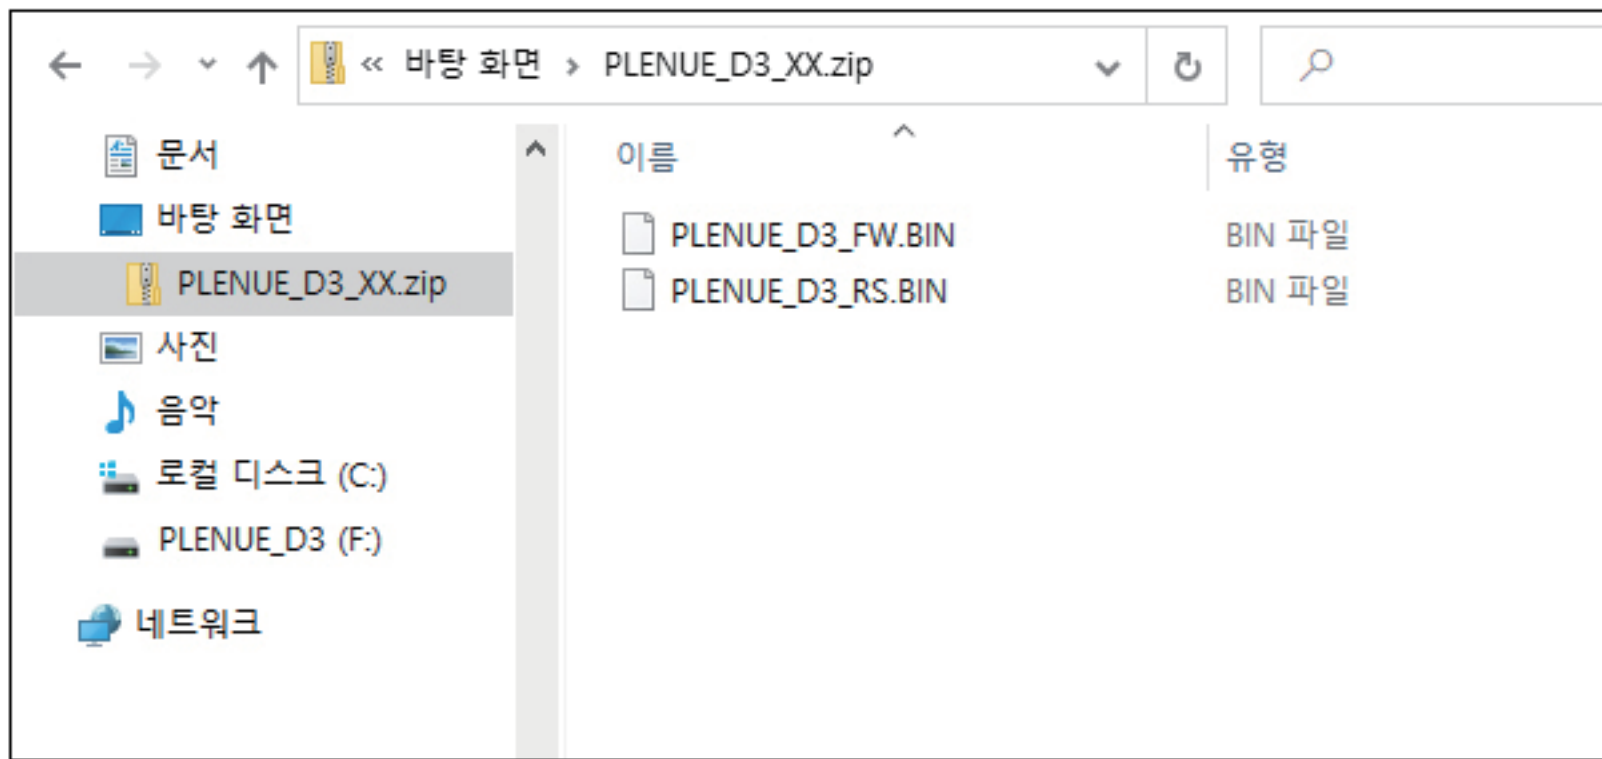 « 바탕 화면 › PLENUE_D3_XX.zip
문서
바탕 화면
PLENUE_D3_XX.zip
사진
음악
로컬 디스크 (C:)
PLENUE_D3 (F:)
네트워크
이름 유형
PLENUE_D3_FW.BIN BIN 파일
PLENUE_D3_RS.BIN BIN 파일